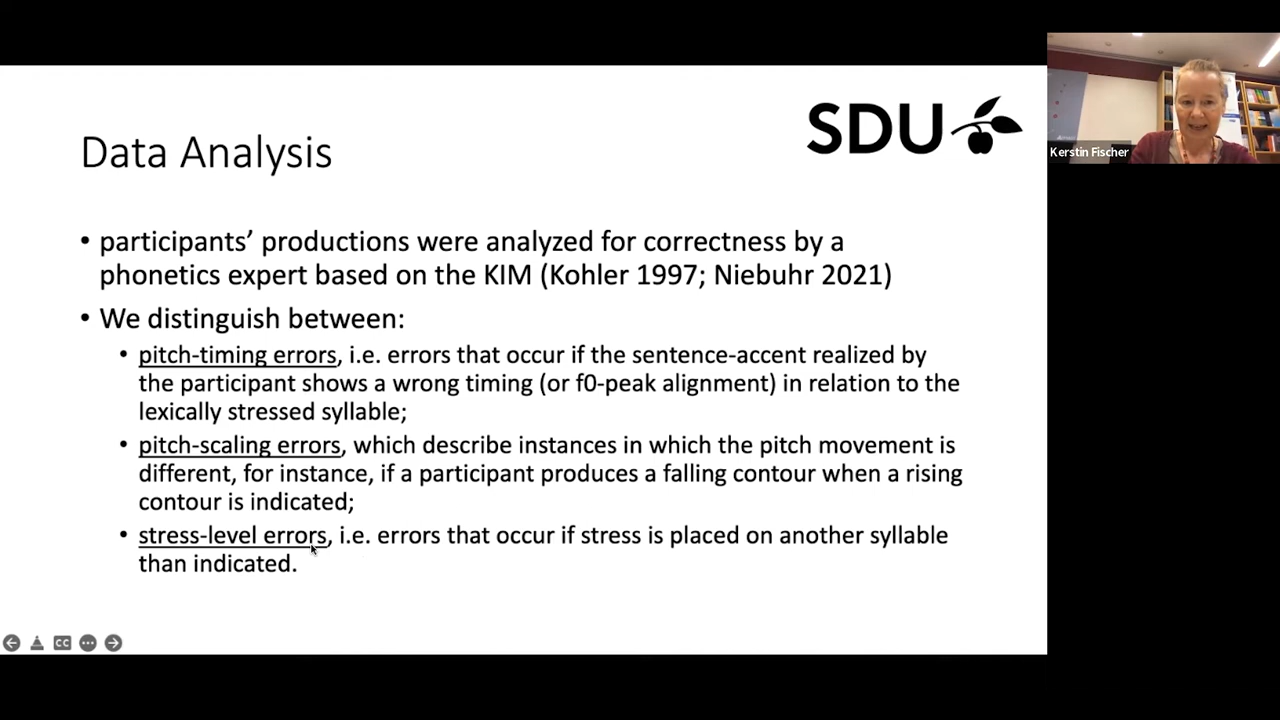 SDU
Data Analysis
Kerstin Fischer
• participants’ productions were analyzed for correctness by a
phonetics expert based on the KIM (Kohler 1997; Niebuhr 2021)
• We distinguish between:
• pitch-timing errors, i.e. errors that occur if the sentence-accent realized by
the participant shows a wrong timing (or f0-peak alignment) in relation to the
lexically stressed syllable;
• pitch-scaling errors, which describe instances in which the pitch movement is
different, for instance, if a participant produces a falling contour when a rising
contour is indicated;
• stress-level errors, i.e. errors that occur if stress is placed on another syllable
than indicated.
CC